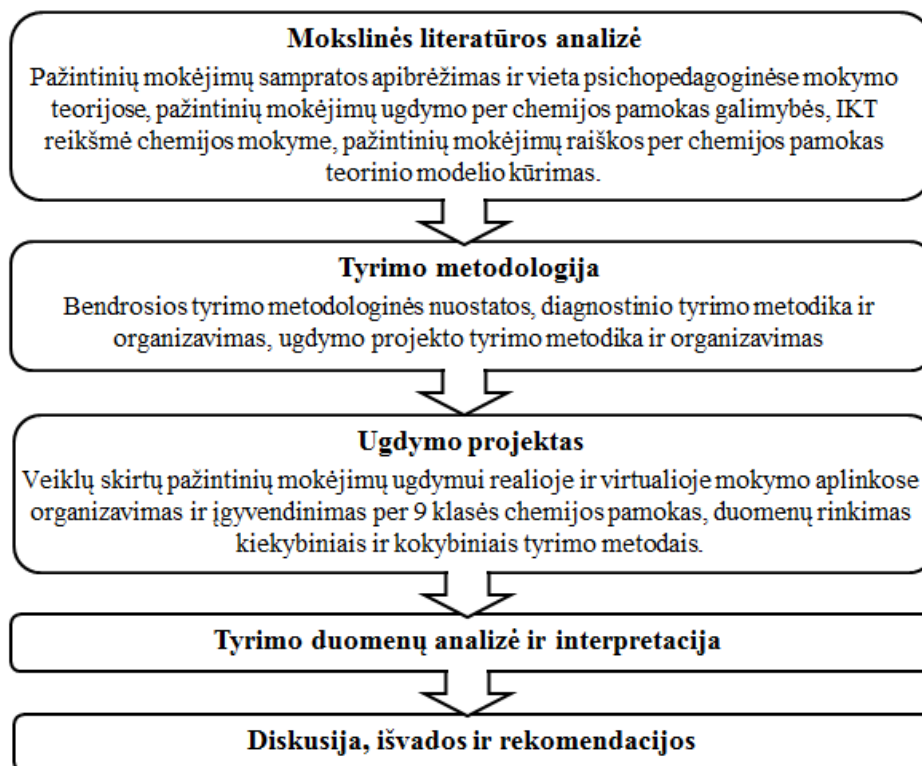 Mokslinės literatūros analizė
Pažintinių mokėjimų sampratos apibrėžimas ir vieta psichopedagoginėse mokymo
teorijose, pažintinių mokėjimų ugdymo per chemijos pamokas galimybės, IKT
reikšmė chemijos mokyme, pažintinių mokėjimų raiškos per chemijos pamokas
teorinio modelio kūrimas.
Tyrimo metodologija
Bendrosios tyrimo metodologinės nuostatos, diagnostinio tyrimo metodika ir
organizavimas, ugdymo projekto tyrimo metodika ir organizavimas
Ugdymo projektas
Veiklų skirtų pažintinių mokėjimų ugdymui realioje ir virtualioje mokymo aplinkose
organizavimas ir įgyvendinimas per 9 klasės chemijos pamokas, duomenų rinkimas
kiekybiniais ir kokybiniais tyrimo metodais.
Tyrimo duomenų analizė ir interpretacija
Diskusija, išvados ir rekomendacijos